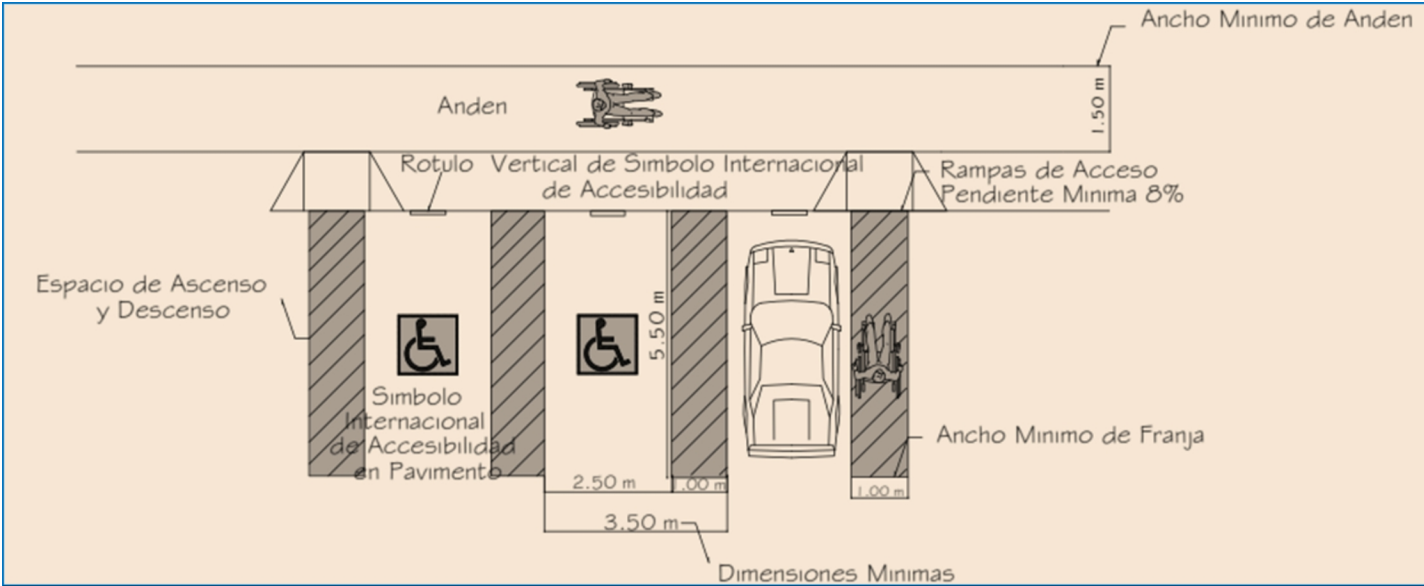 Ancho Minimo de Anden
Anden
1.50 m
Rotulo Vertical de Simbolo Internacional
de Accesibilidad
Rampas de Acceso
Pendiente Minima 8%
Espacio de Ascenso
y Descenso
5.50 m
Simbolo
Internacional
de Accesibilidad
en Pavimento
Ancho Minimo de Franja
2.50 m
1.00 m
1.00 m
3.50 m
Dimensiones Minimas